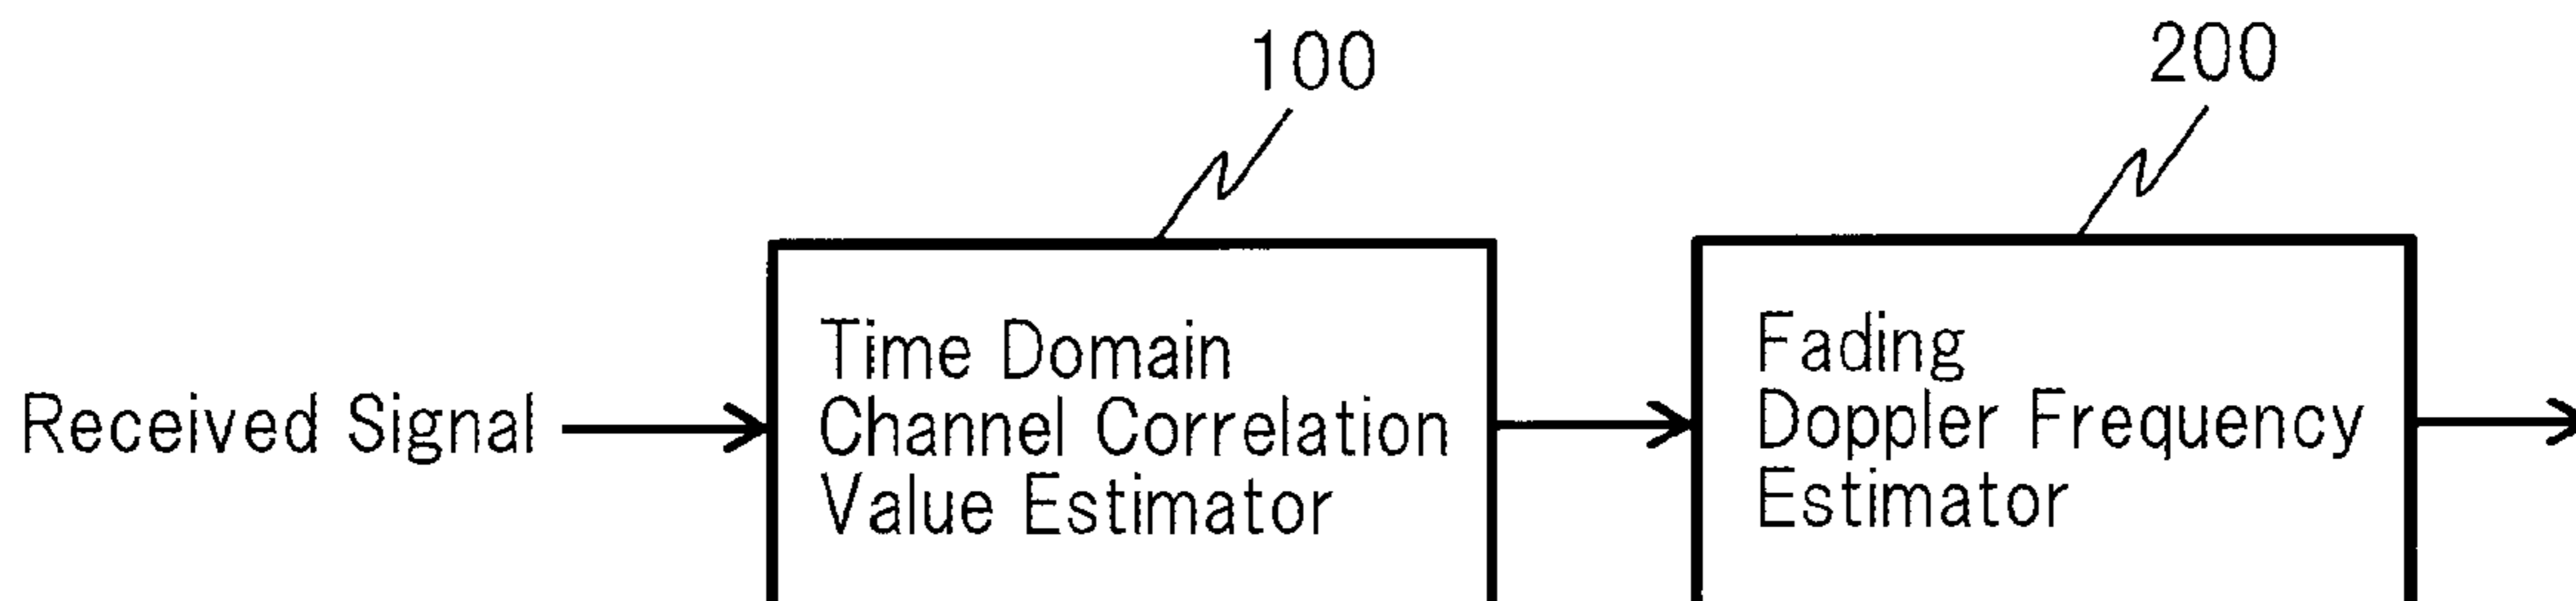 100
200
Received Signal
Time Domain
Channel Correlation
Value Estimator
Fading
Doppler Frequency
Estimator